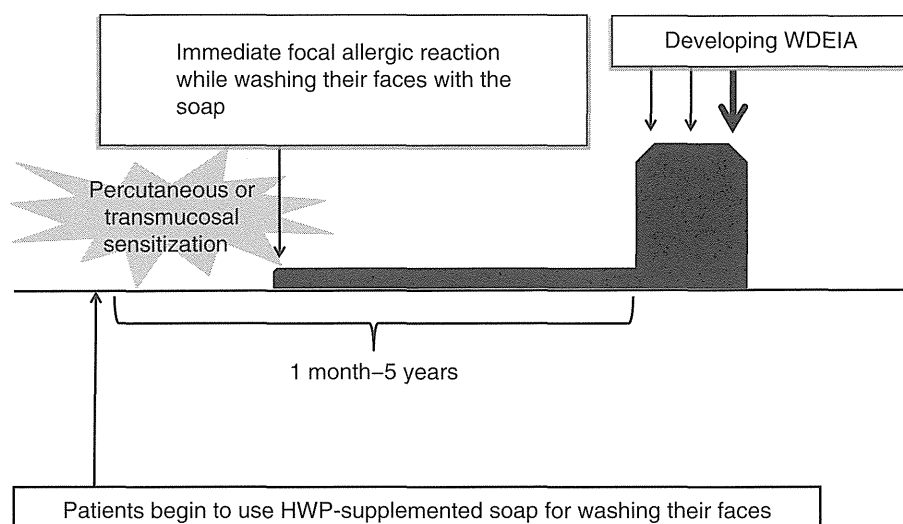 Immediate focal allergic reaction
while washing their faces with the
soap
Developing WDEIA
Percutaneous or
transmucosal
sensitization
1 month–5 years
Patients begin to use HWP-supplemented soap for washing their faces